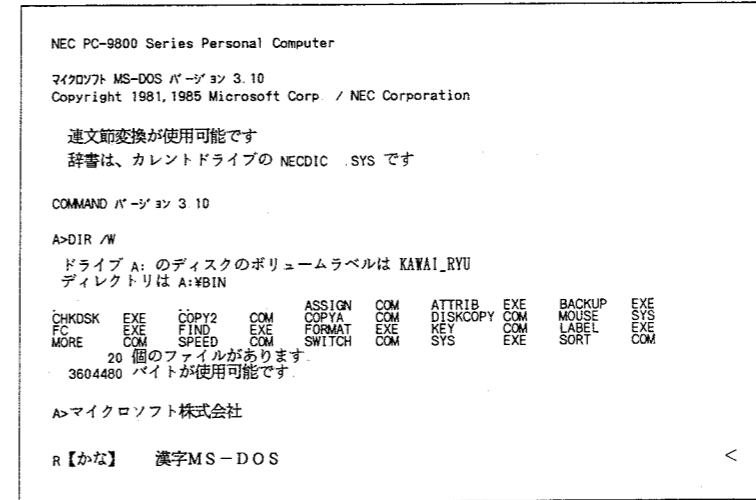 NEC PC-9800 Series Personal Computer
ﾏｲｸﾛｿﾌﾄ MS-DOS ﾊﾞｰｼﾞｮﾝ 3.10
Copyright 1981,1985 Microsoft Corp. / NEC Corporation
連文節変換が使用可能です
辞書は、カレントドライブの NECDIC .SYS です
COMMAND ﾊﾞｰｼﾞｮﾝ 3.10
A>DIR /W
ドライブ A: のディスクのボリュームラベルは KAWAI_RYU
ディレクトリは A:¥BIN
. .. ASSIGN COM ATTRIB EXE BACKUP EXE
CHKDSK EXE COPY2 COM COPYA COM DISKCOPY COM MOUSE SYS
FC EXE FIND EXE FORMAT EXE KEY COM LABEL EXE
MORE COM SPEED COM SWITCH COM SYS EXE SORT COM
20 個のファイルがあります
3604480 バイトが使用可能です
A>マイクロソフト株式会社
R【かな】 漢字MS－DOS <